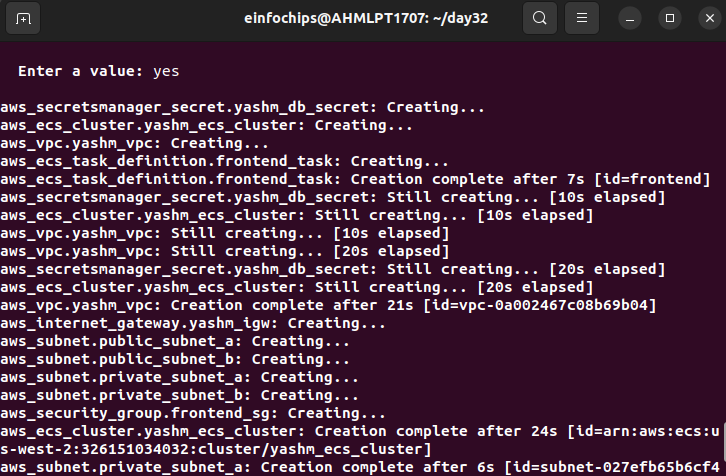 einfochips@AHMLPT1707: ~/day32
Enter a value: yes
aws_secretsmanager_secret.yashm_db_secret: Creating...
aws_ecs_cluster.yashm_ecs_cluster: Creating...
aws_vpc.yashm_vpc: Creating...
aws_ecs_task_definition.frontend_task: Creating...
aws_ecs_task_definition.frontend_task: Creation complete after 7s [id=frontend]
aws_secretsmanager_secret.yashm_db_secret: Still creating... [10s elapsed]
aws_ecs_cluster.yashm_ecs_cluster: Still creating... [10s elapsed]
aws_vpc.yashm_vpc: Still creating... [10s elapsed]
aws_vpc.yashm_vpc: Still creating... [20s elapsed]
aws_secretsmanager_secret.yashm_db_secret: Still creating... [20s elapsed]
aws_ecs_cluster.yashm_ecs_cluster: Still creating... [20s elapsed]
aws_vpc.yashm_vpc: Creation complete after 21s [id=vpc-0a002467c08b69b04]
aws_internet_gateway.yashm_igw: Creating...
aws_subnet.public_subnet_a: Creating...
aws_subnet.public_subnet_b: Creating...
aws_subnet.private_subnet_a: Creating...
aws_subnet.private_subnet_b: Creating...
aws_security_group.frontend_sg: Creating...
aws_ecs_cluster.yashm_ecs_cluster: Creation complete after 24s [id=arn:aws:ecs:u
s-west-2:326151034032:cluster/yashm_ecs_cluster]
aws_subnet.private_subnet_a: Creation complete after 6s [id=subnet-027efb65b6cf4